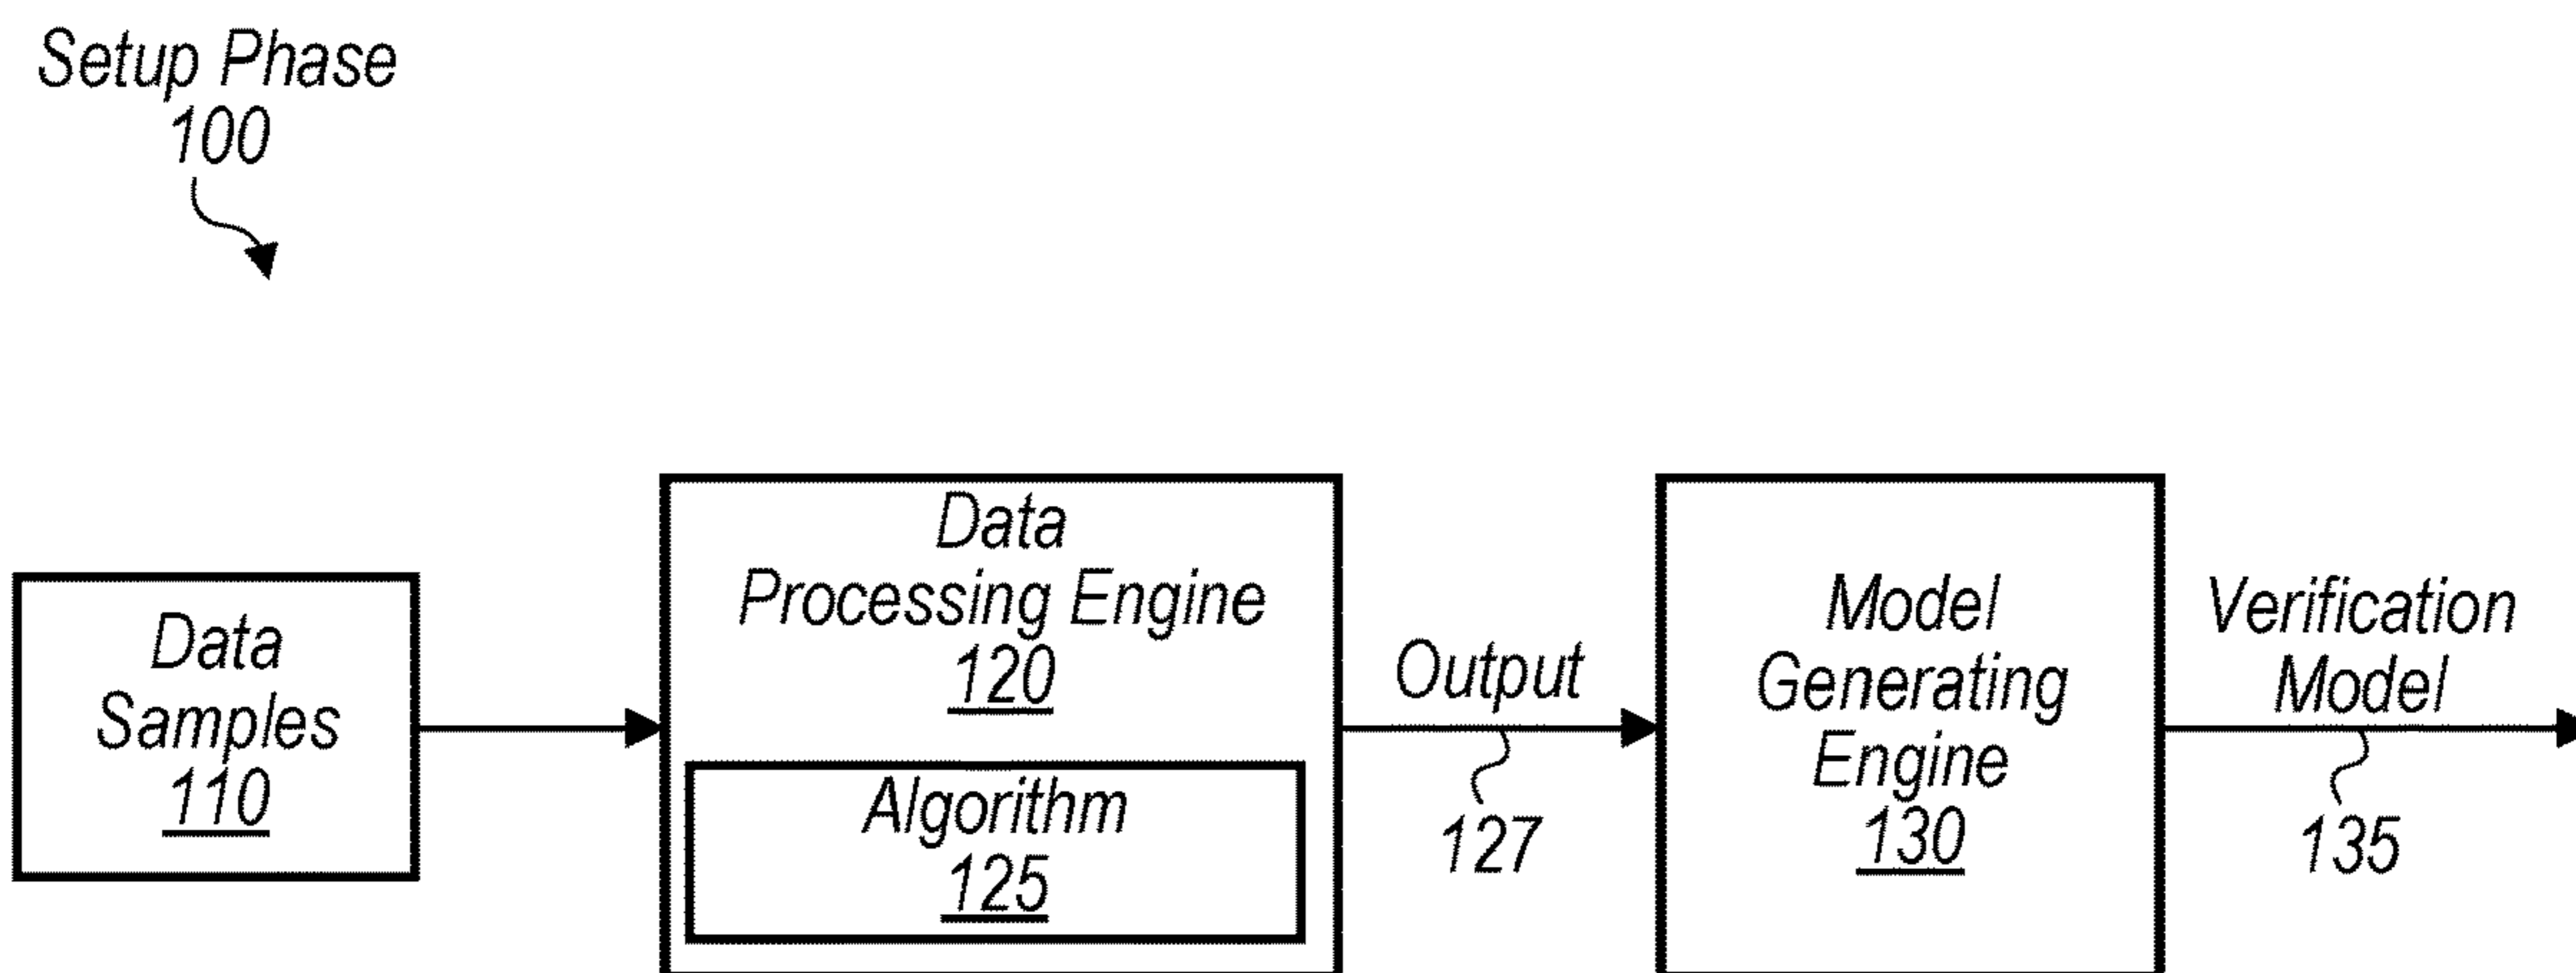 Setup Phase
100
Data
Samples
110
Data
Processing Engine
120
Algorithm
125
Output
127
Model
Generating
Engine
130
Verification
Model
135